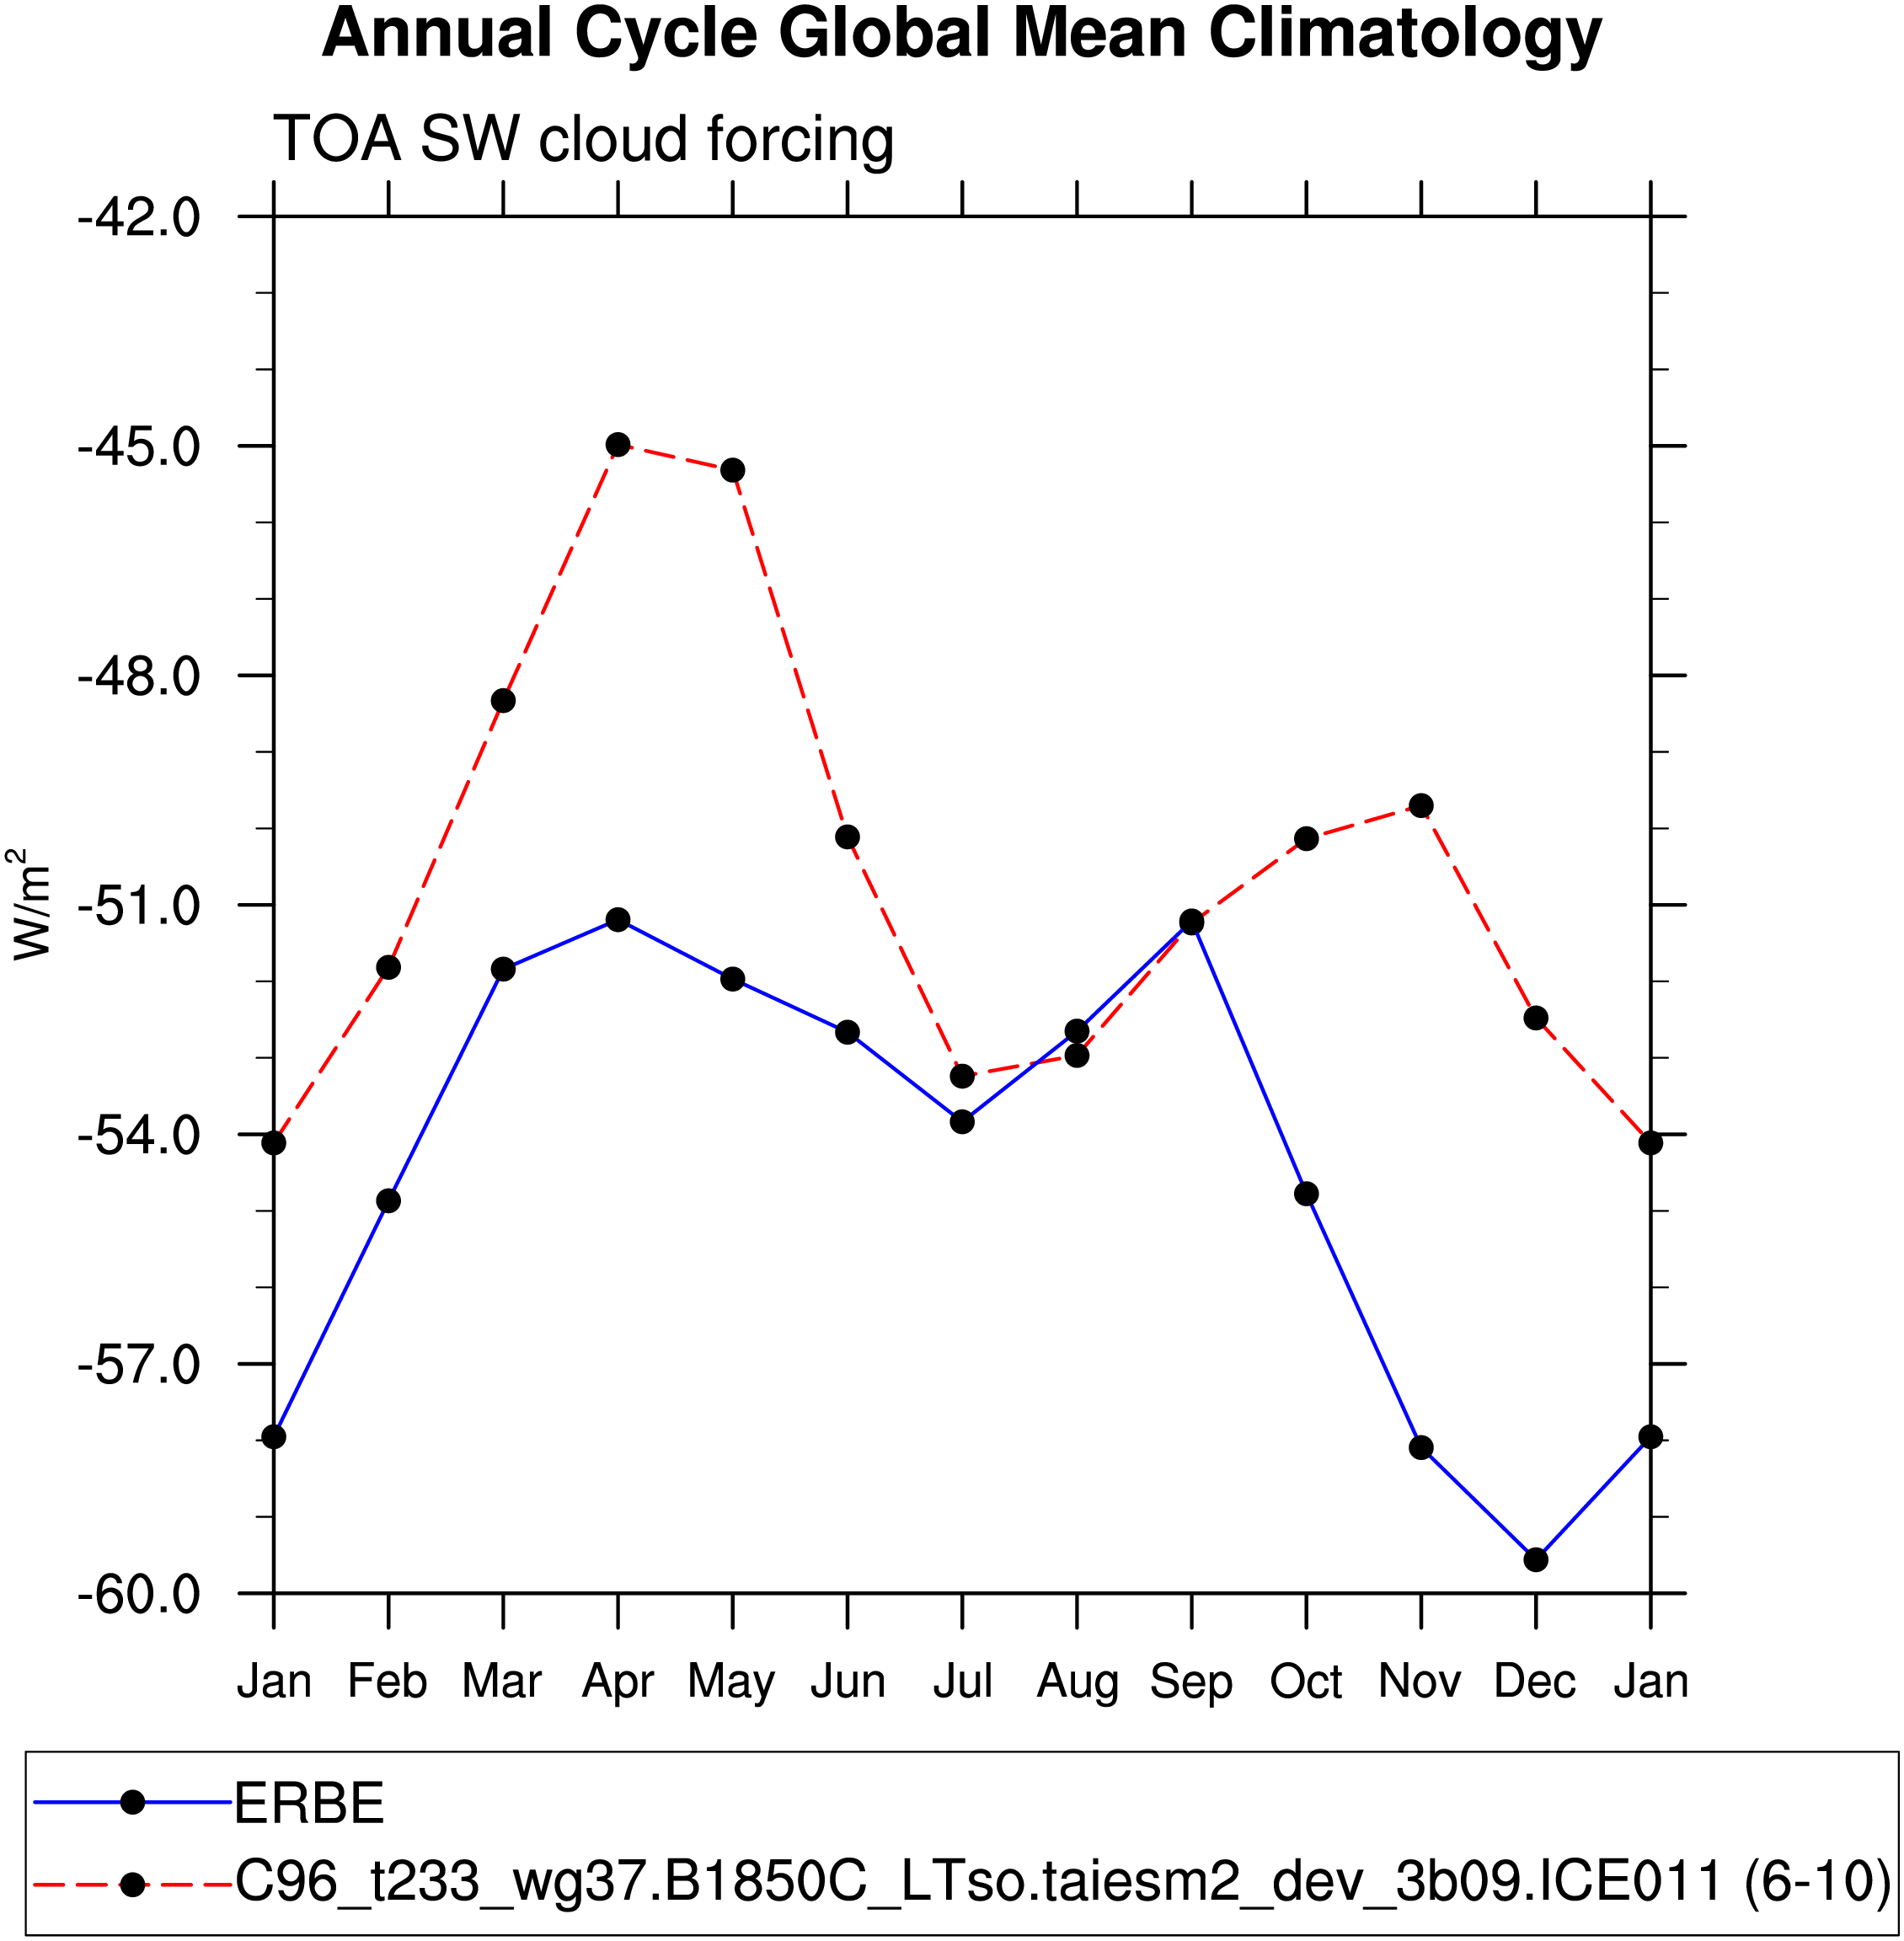 Annual Cycle Global Mean Climatology
TOA SW cloud forcing
-42.0
-45.0
-48.0
-51.0
-54.0
-57.0
-60.0
W/m²
Jan Feb Mar Apr May Jun Jul Aug Sep Oct Nov Dec Jan
ERBE
C96_t233_wg37.B1850C_LTso.taiesm2_dev_3b09.ICE011 (6-10)